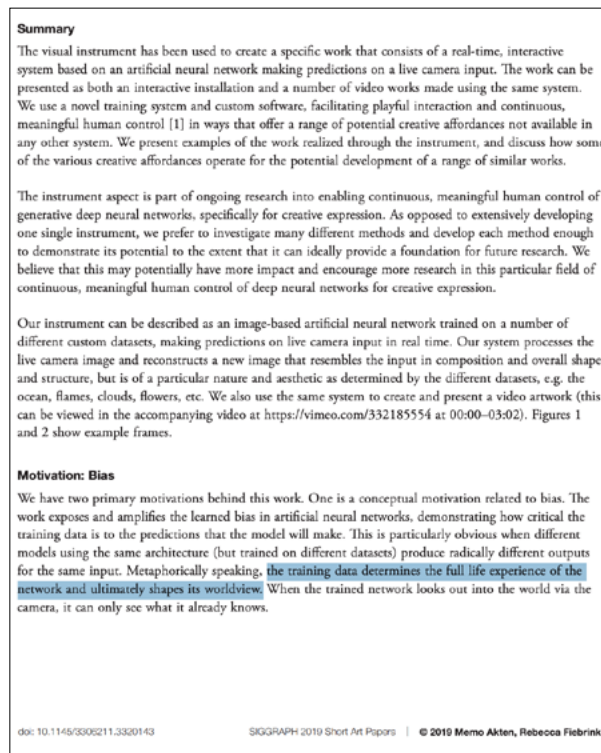 Summary
The visual instrument has been used to create a specific work that consists of a real-time, interactive
system based on an artificial neural network making predictions on a live camera input. The work can be
presented as both an interactive installation and a number of video works made using the same system.
We use a novel training system and custom software, facilitating playful interaction and continuous,
meaningful human control [1] in ways that offer a range of potential creative affordances not available in
any other system. We present examples of the work realized through the instrument, and discuss how some
of the various creative affordances operate for the potential development of a range of similar works.
The instrument aspect is part of ongoing research into enabling continuous, meaningful human control of
generative deep neural networks, specifically for creative expression. As opposed to extensively developing
one single instrument, we prefer to investigate many different methods and develop each method enough
to demonstrate its potential to the extent that it can ideally provide a foundation for future research. We
believe that this may potentially have more impact and encourage more research in this particular field of
continuous, meaningful human control of deep neural networks for creative expression.
Our instrument can be described as an image-based artificial neural network trained on a number of
different custom datasets, making predictions on live camera input in real time. Our system processes the
live camera image and reconstructs a new image that resembles the input in composition and overall shape
and structure, but is of a particular nature and aesthetic as determined by the different datasets, e.g. the
ocean, flames, clouds, flowers, etc. We also use the same system to create and present a video artwork (this
can be viewed in the accompanying video at https://vimeo.com/332185554 at 00:00–03:02). Figures 1
and 2 show example frames.
Motivation: Bias
We have two primary motivations behind this work. One is a conceptual motivation related to bias. The
work exposes and amplifies the learned bias in artificial neural networks, demonstrating how critical the
training data is to the predictions that the model will make. This is particularly obvious when different
models using the same architecture (but trained on different datasets) produce radically different outputs
for the same input. Metaphorically speaking, the training data determines the full life experience of the
network and ultimately shapes its worldview. When the trained network looks out into the world via the
camera, it can only see what it already knows.
doi: 10.1145/3306211.3320143 SIGGRAPH 2019 Short Art Papers | © 2019 Memo Akten, Rebecca Fiebrink